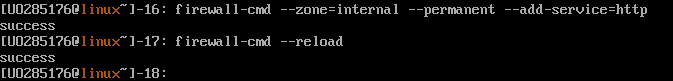 [UO285176@linux~]-16: firewall-cmd --zone=internal --permanent --add-service=http
success
[UO285176@linux~]-17: firewall-cmd --reload
success
[UO285176@linux~]-18: